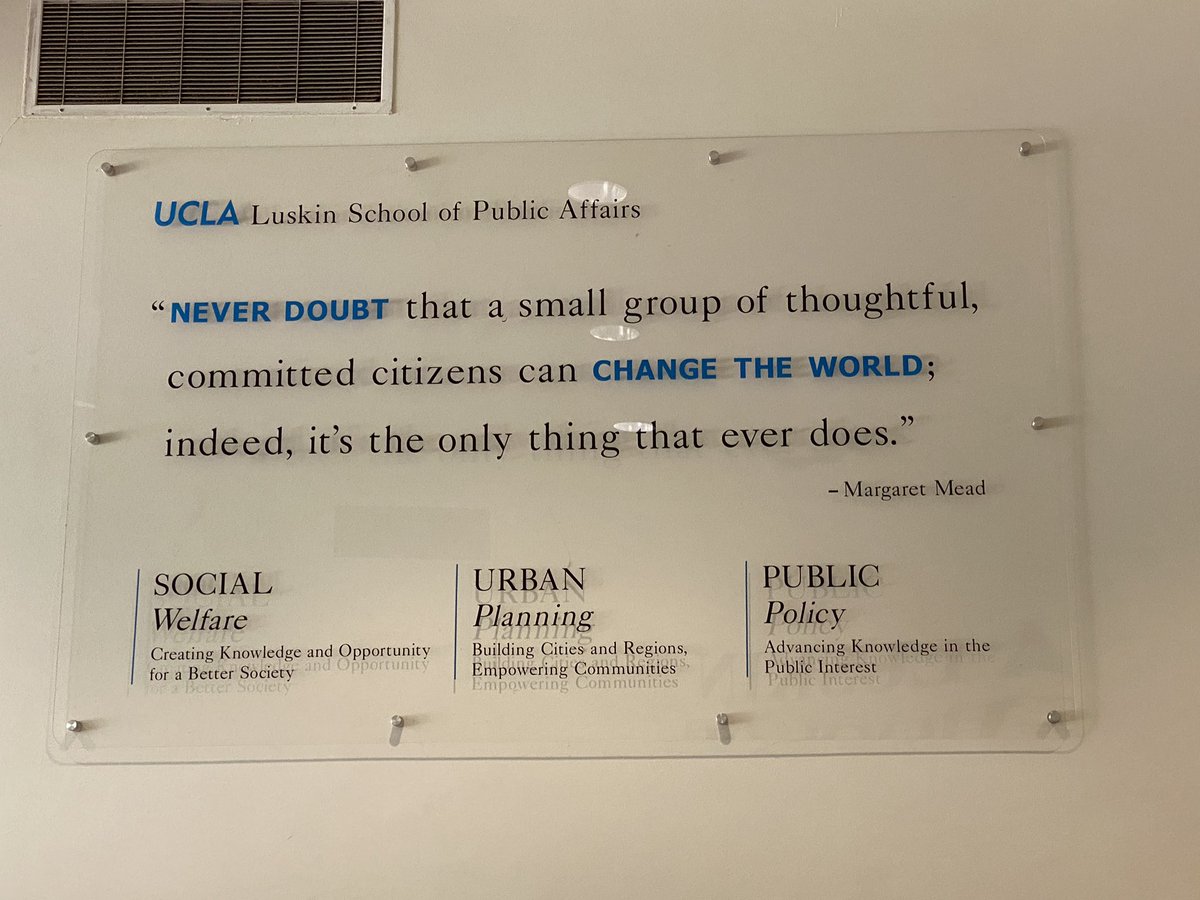 UCLA Luskin School of Public Affairs
“NEVER DOUBT that a small group of thoughtful,
committed citizens can CHANGE THE WORLD;
indeed, it’s the only thing that ever does.”
– Margaret Mead
SOCIAL
Welfare
Creating Knowledge and Opportunity
for a Better Society
URBAN
Planning
Building Cities and Regions,
Empowering Communities
PUBLIC
Policy
Advancing Knowledge in the
Public Interest